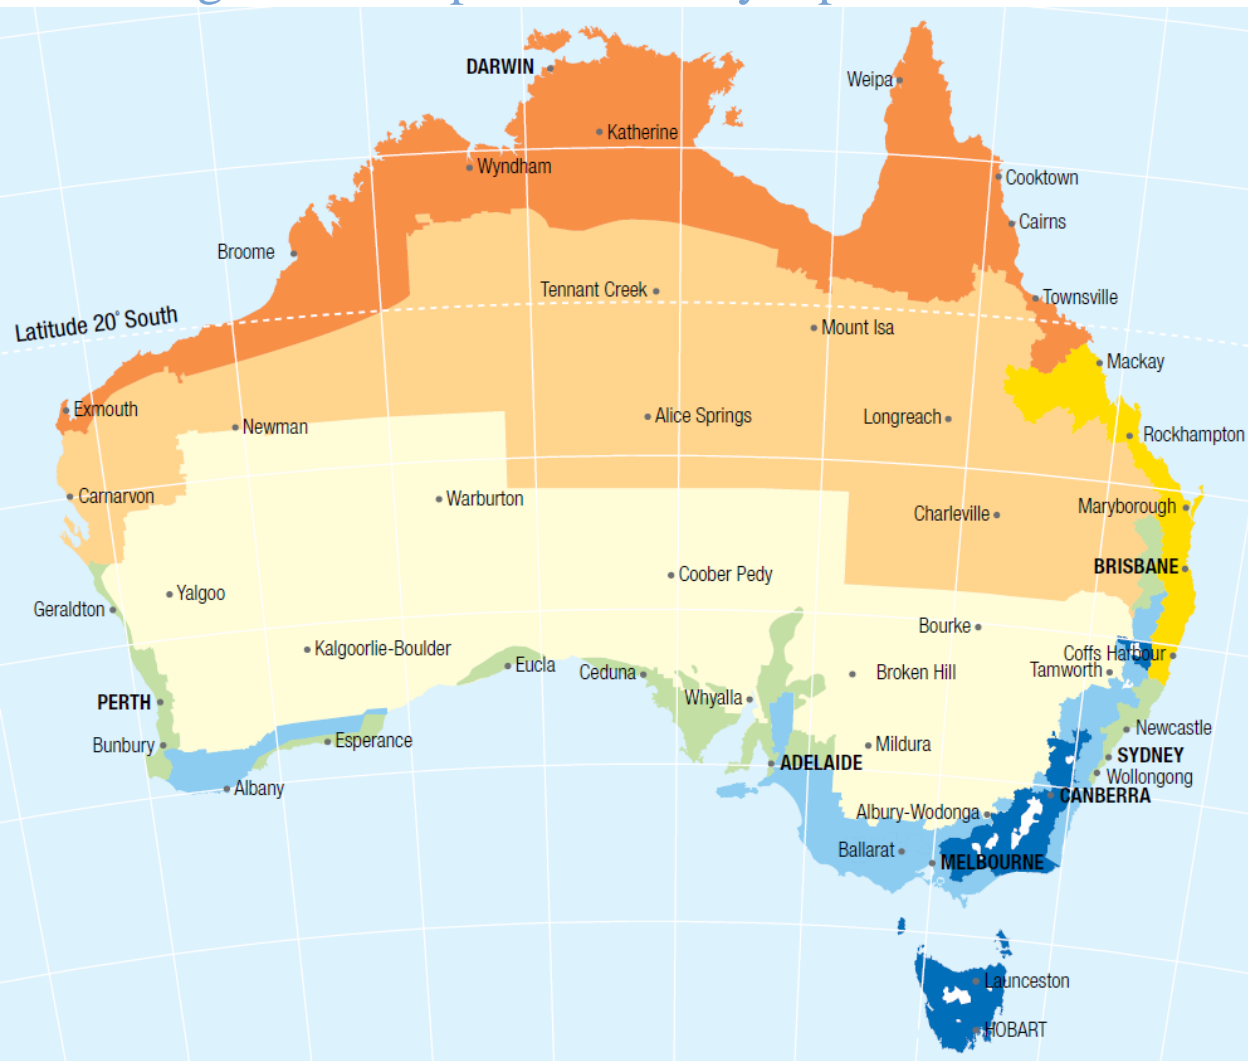 DARWIN
Weipa
Katherine
Wyndham
Cooktown
Cairns
Broome
Tennant Creek
Townsville
Latitude 20° South
Mount Isa
Mackay
Exmouth
Newman
Alice Springs
Longreach
Rockhampton
Carnarvon
Warburton
Maryborough
Charleville
BRISBANE
Coober Pedy
Yalgoo
Geraldton
Bourke
Kalgoorlie-Boulder
Coffs Harbour
Eucla
Ceduna
Broken Hill
Tamworth
PERTH
Whyalla
Newcastle
Bunbury
Esperance
Mildura
SYDNEY
ADELAIDE
Wollongong
Albany
CANBERRA
Albury-Wodonga
Ballarat
MELBOURNE
Launceston
HOBART